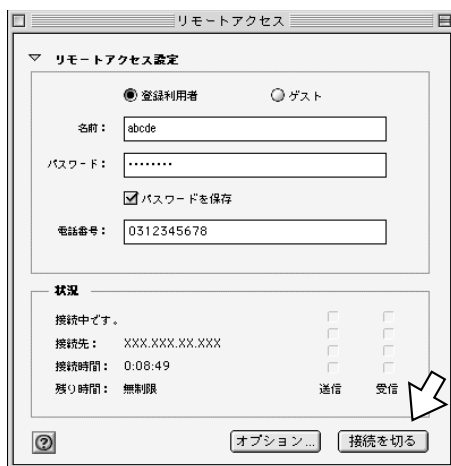 リモートアクセス
リモートアクセス設定
登録利用者 ゲスト
名前： abcde
パスワード： ••••••••
パスワードを保存
電話番号： 0312345678
状況
接続中です。
接続先： XXX.XXX.XX.XXX
接続時間： 0:08:49
残り時間： 無制限 送信 受信
? オプション... 接続を切る